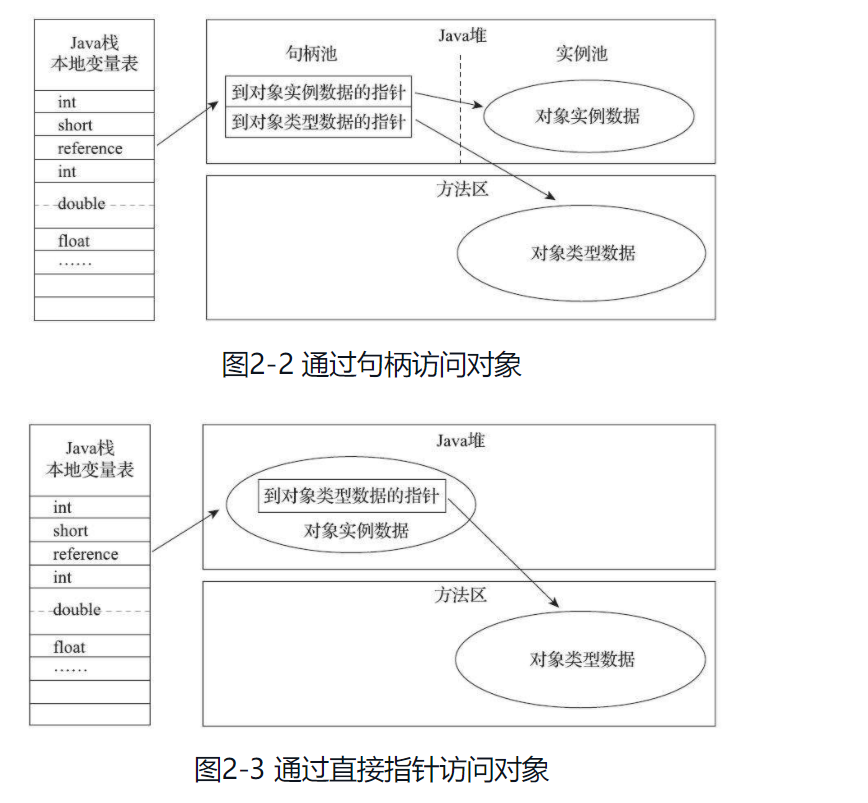 Java栈
本地变量表
int
short
reference
int
double
float
……
Java堆
句柄池
实例池
到对象实例数据的指针
到对象类型数据的指针
对象实例数据
方法区
对象类型数据
图2-2 通过句柄访问对象
Java栈
本地变量表
int
short
reference
int
double
float
……
Java堆
到对象类型数据的指针
对象实例数据
方法区
对象类型数据
图2-3 通过直接指针访问对象